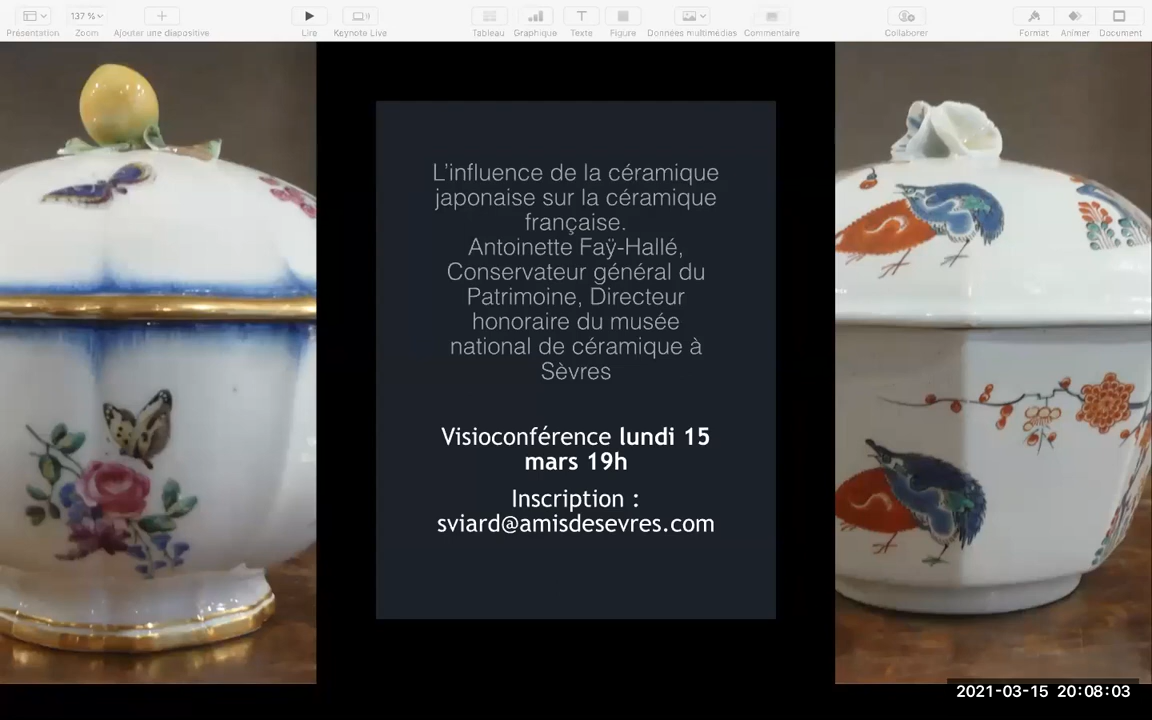 137 %
Présentation
Zoom
Ajouter une diapositive
Lire
Keynote Live
Tableau
Graphique
Texte
Figure
Données multimédias
Commentaire
Collaborer
Format
Animer
Document
L'influence de la céramique
japonaise sur la céramique
française.
Antoinette Faÿ-Hallé,
Conservateur général du
Patrimoine, Directeur
honoraire du musée
national de céramique à
Sèvres
Visioconférence lundi 15
mars 19h
Inscription :
sviard@amisdesevres.com
2021-03-15 20:08:03